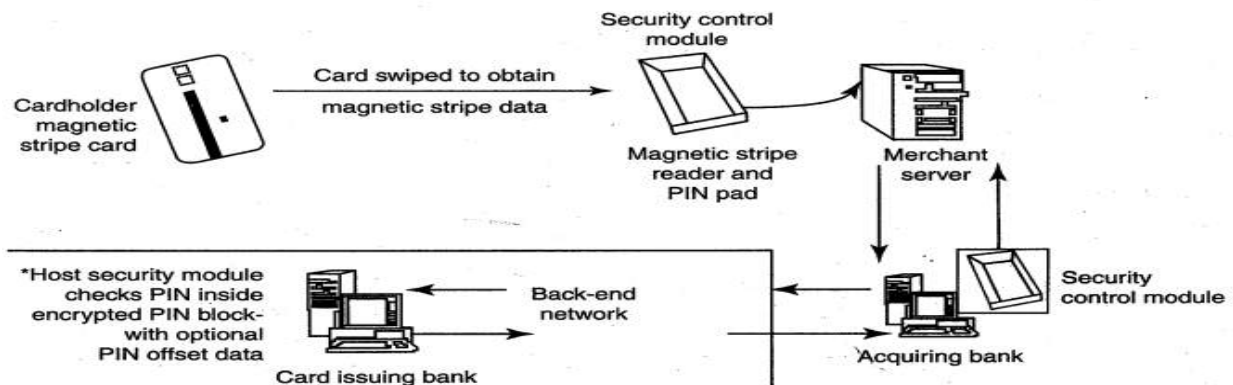 Security control
module
Card swiped to obtain
magnetic stripe data
Cardholder
magnetic
stripe card
Magnetic stripe
reader and
PIN pad
Merchant
server
*Host security module
checks PIN inside
encrypted PIN block-
with optional
PIN offset data
Back-end
network
Security
control module
Acquiring bank
Card issuing bank